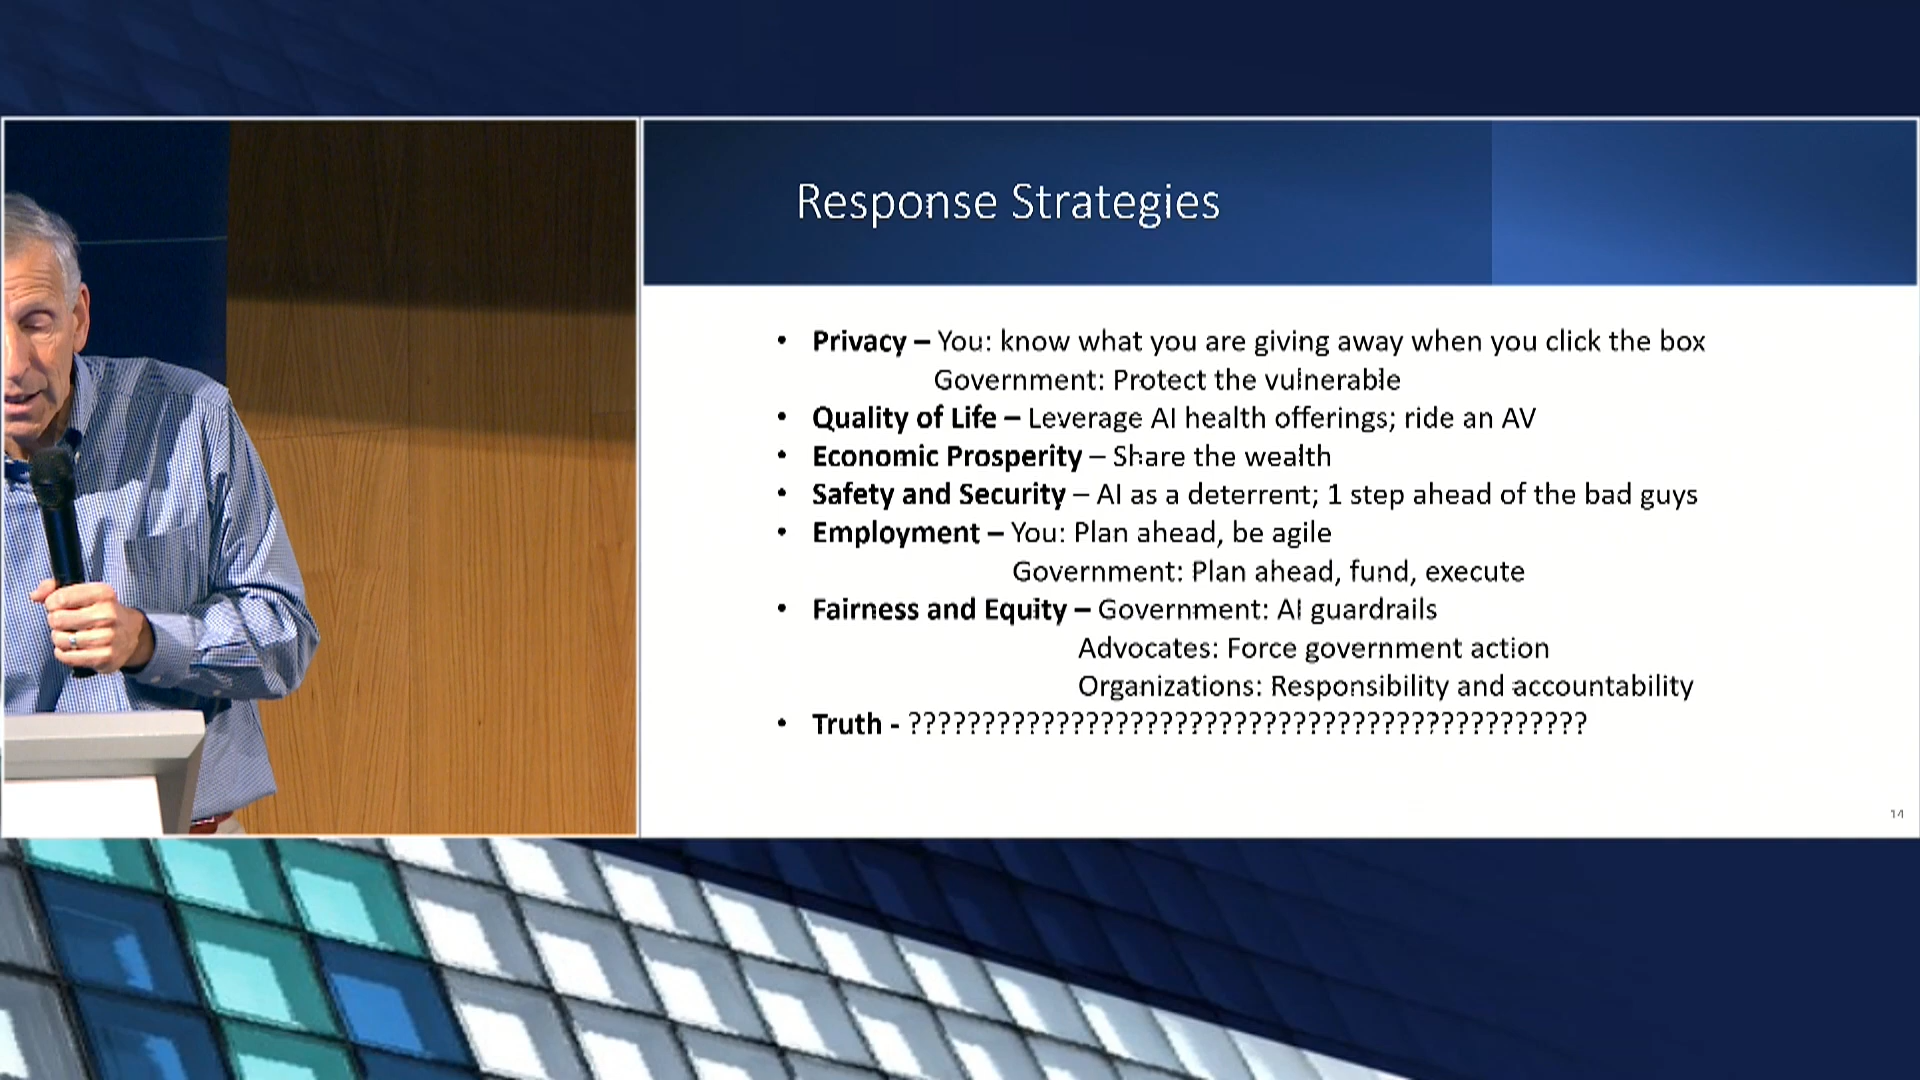 Response Strategies
• Privacy – You: know what you are giving away when you click the box
Government: Protect the vulnerable
• Quality of Life – Leverage AI health offerings; ride an AV
• Economic Prosperity – Share the wealth
• Safety and Security – AI as a deterrent; 1 step ahead of the bad guys
• Employment – You: Plan ahead, be agile
Government: Plan ahead, fund, execute
• Fairness and Equity – Government: AI guardrails
Advocates: Force government action
Organizations: Responsibility and accountability
• Truth - ??????????????????????????????????????????????
14